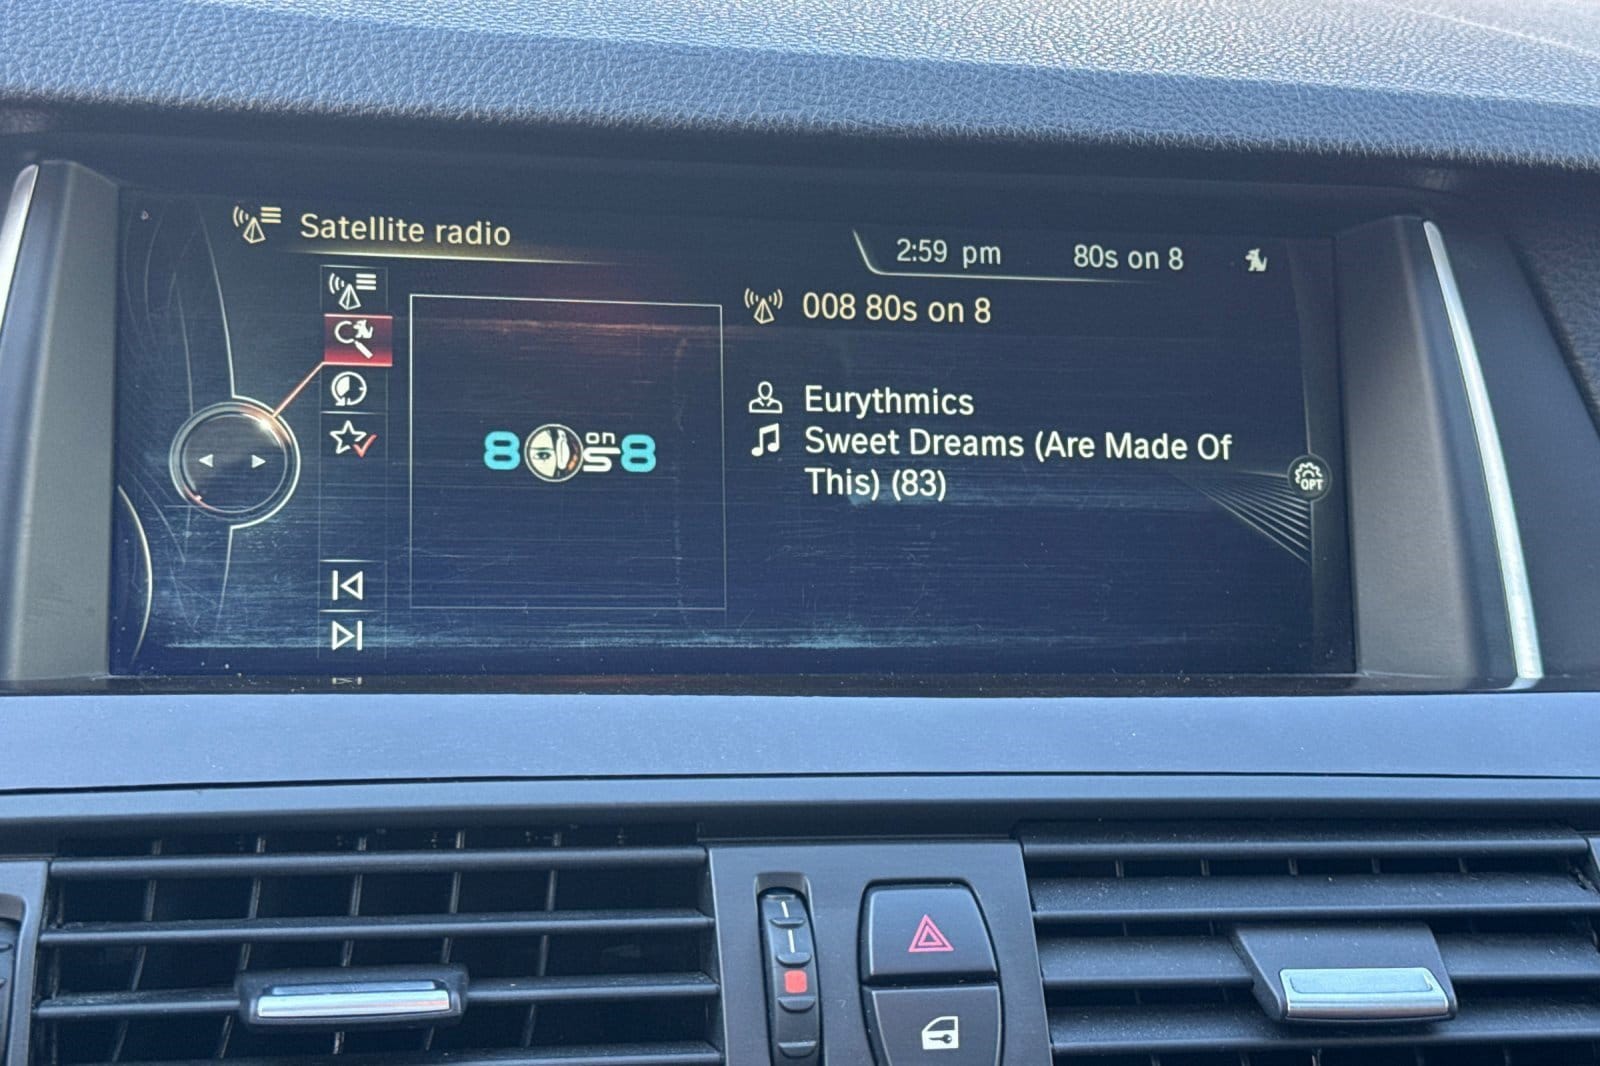 Satellite radio
2:59 pm
80s on 8
008 80s on 8
80s on 8
Eurythmics
Sweet Dreams (Are Made Of
This) (83)
OPT